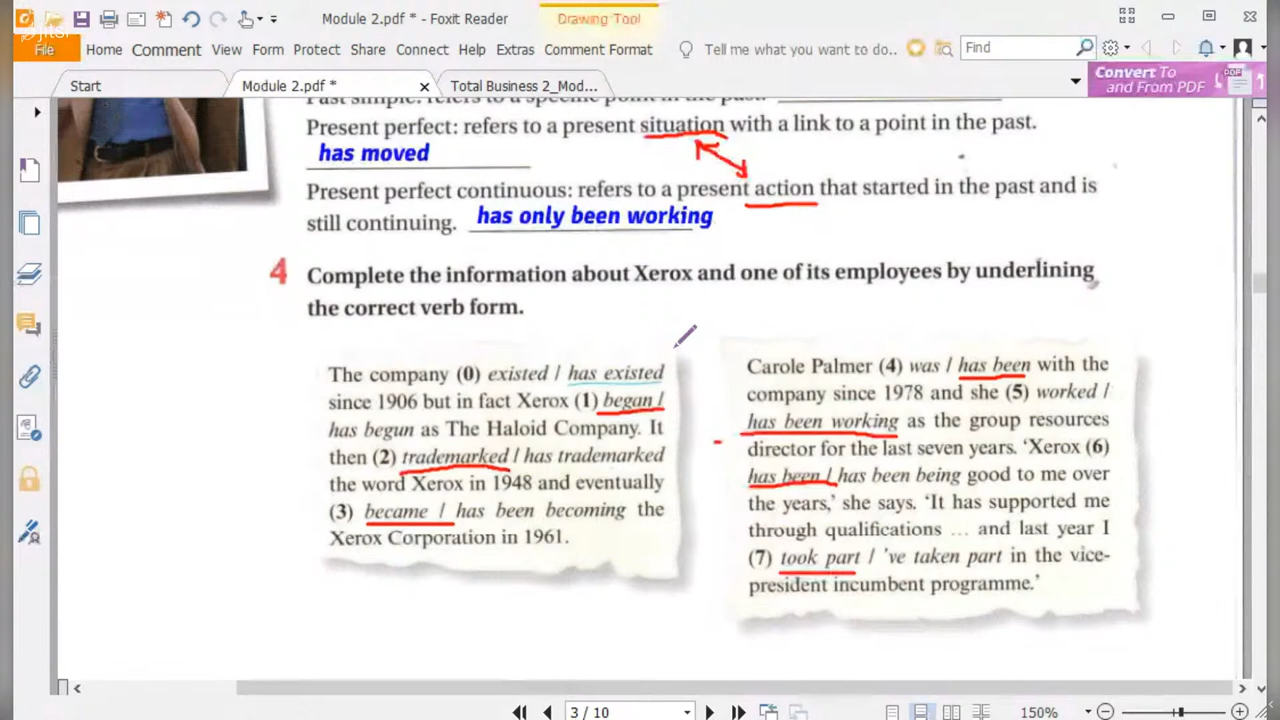 Module 2.pdf * - Foxit Reader
Drawing Tool
File Home Comment View Form Protect Share Connect Help Extras Comment Format Tell me what you want to do.. Find
Start Module 2.pdf * Total Business 2_Mod... Convert To
and From PDF
PDF
Past simple: refers to a specific point in the past.
Present perfect: refers to a present situation with a link to a point in the past.
has moved
Present perfect continuous: refers to a present action that started in the past and is
still continuing. has only been working
4 Complete the information about Xerox and one of its employees by underlining
the correct verb form.
The company (0) existed / has existed
since 1906 but in fact Xerox (1) began /
has begun as The Haloid Company. It
then (2) trademarked / has trademarked
the word Xerox in 1948 and eventually
(3) became / has been becoming the
Xerox Corporation in 1961.
Carole Palmer (4) was / has been with the
company since 1978 and she (5) worked /
has been working as the group resources
director for the last seven years. ‘Xerox (6)
has been / has been being good to me over
the years,’ she says. ‘It has supported me
through qualifications ... and last year I
(7) took part / ’ve taken part in the vice-
president incumbent programme.’
3 / 10 150%